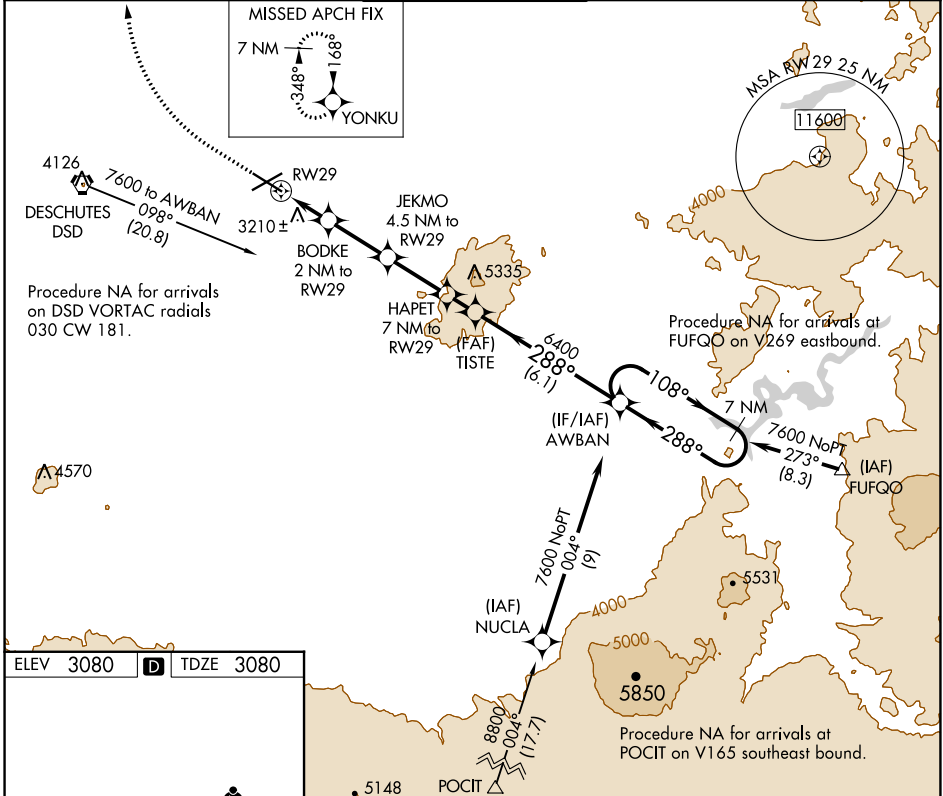 MISSED APCH FIX
7 NM
348°
168°
YONKU
MSA RW29 25 NM
11600
4126
DESCHUTES
DSD
7600 to AWBAN
098°
(20.8)
RW29
3210 ±
BODKE
2 NM to
RW29
JEKMO
4.5 NM to
RW29
4000
Procedure NA for arrivals
on DSD VORTAC radials
030 CW 181.
5335
HAPET
7 NM to
RW29
(FAF)
TISTE
Procedure NA for arrivals at
FUFQO on V269 eastbound.
6400
288°
(6.1)
108°
7 NM
(IF/IAF)
AWBAN
288°
7600 NoPT
273°
(8.3)
(IAF)
FUFQO
4570
7600 NoPT
004°
(9)
(IAF)
NUCLA
4000
5531
5000
5850
ELEV 3080 D TDZE 3080
8800
004°
(17.7)
Procedure NA for arrivals at
POCIT on V165 southeast bound.
5148
POCIT